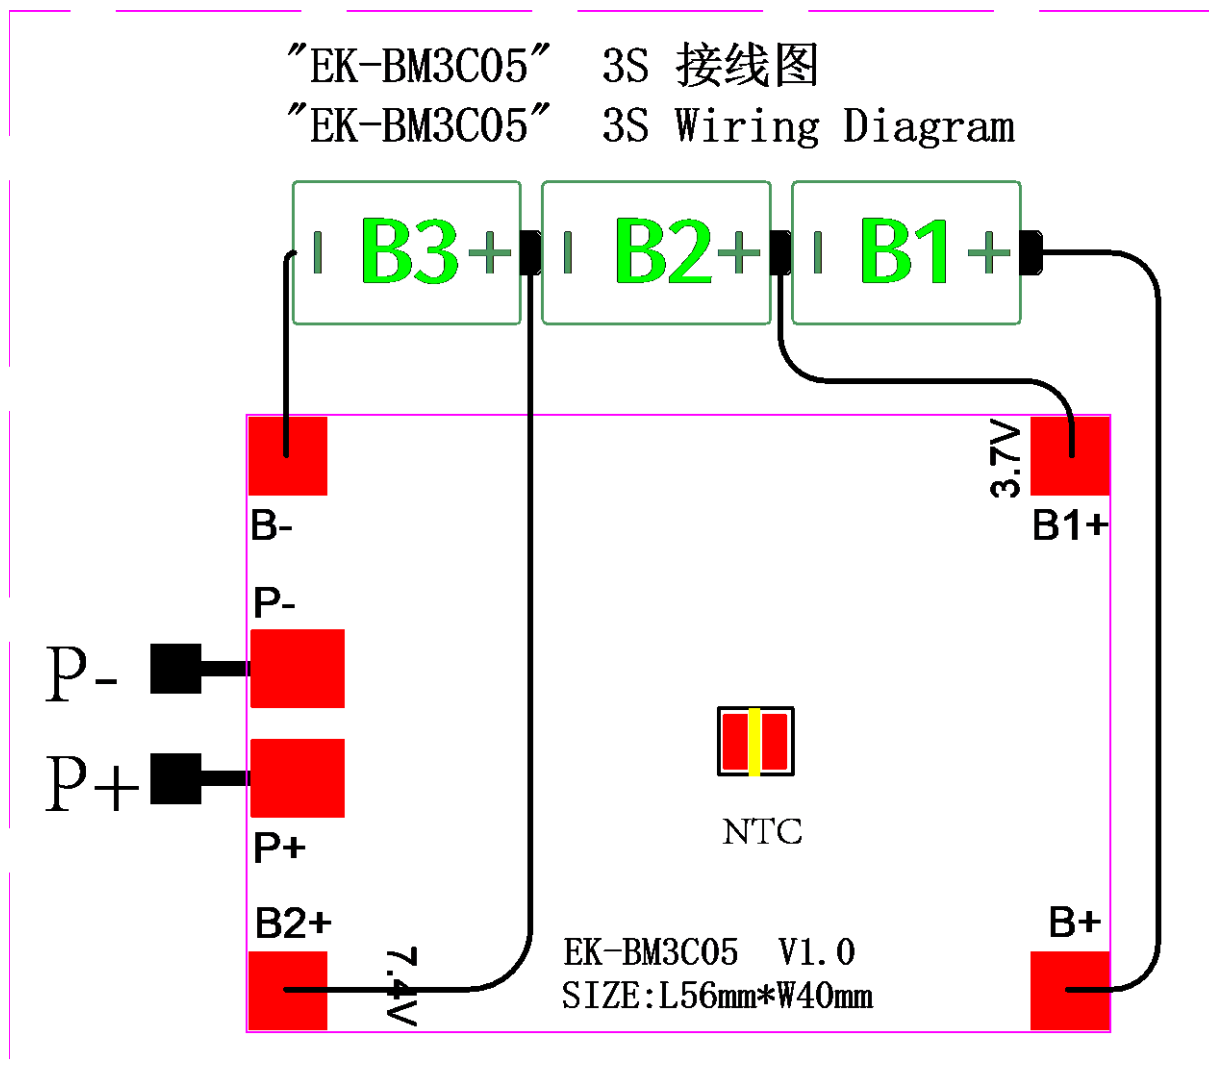 "EK-BM3C05" 3S 接线图
"EK-BM3C05" 3S Wiring Diagram
- B3 + - B2 + - B1 +
3.7V
B-
B1+
P-
P-
P+
P+
NTC
B2+
B+
7.4V
EK-BM3C05 V1.0
SIZE:L56mm*W40mm